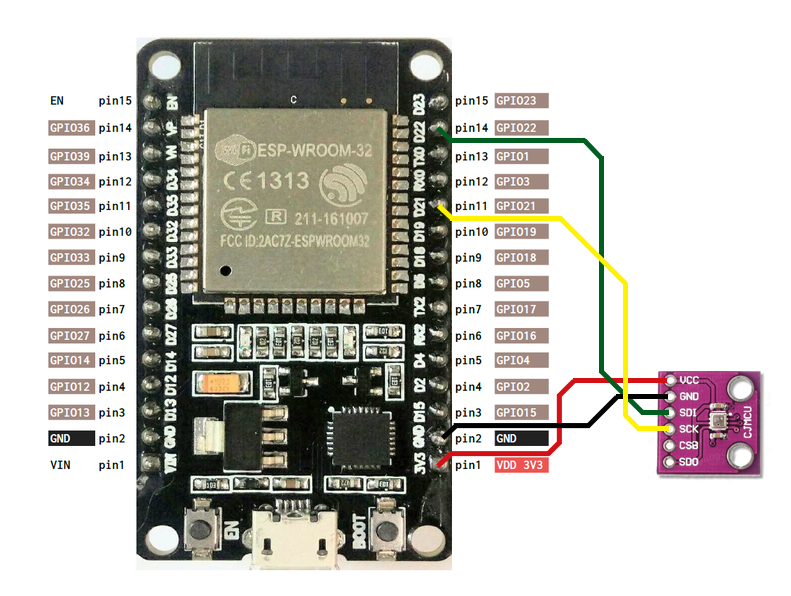 C
EN pin15 EN
GPIO36 pin14 VP
GPIO39 pin13 VN
GPIO34 pin12 D34
GPIO35 pin11 D35
GPIO32 pin10 D32
GPIO33 pin9 D33
GPIO25 pin8 D25
GPIO26 pin7 D26
GPIO27 pin6 D27
GPIO14 pin5 D14
GPIO12 pin4 D12
GPIO13 pin3 D13
GND pin2 GND
VIN pin1 VIN
Wi Fi ESP-WROOM-32
CE1313
R 211-161007
FCC ID:2AC7Z-ESPWROOM32
D23 pin15 GPIO23
D22 pin14 GPIO22
TX0 pin13 GPIO1
RX0 pin12 GPIO3
D21 pin11 GPIO21
D19 pin10 GPIO19
D18 pin9 GPIO18
D5 pin8 GPIO5
TX2 pin7 GPIO17
RX2 pin6 GPIO16
D4 pin5 GPIO4
D2 pin4 GPIO2
D15 pin3 GPIO15
GND pin2 GND
3V3 pin1 VDD 3V3
EN
BOOT
VCC
GND
SDI
SCK
CSB
SDO
CJMCU